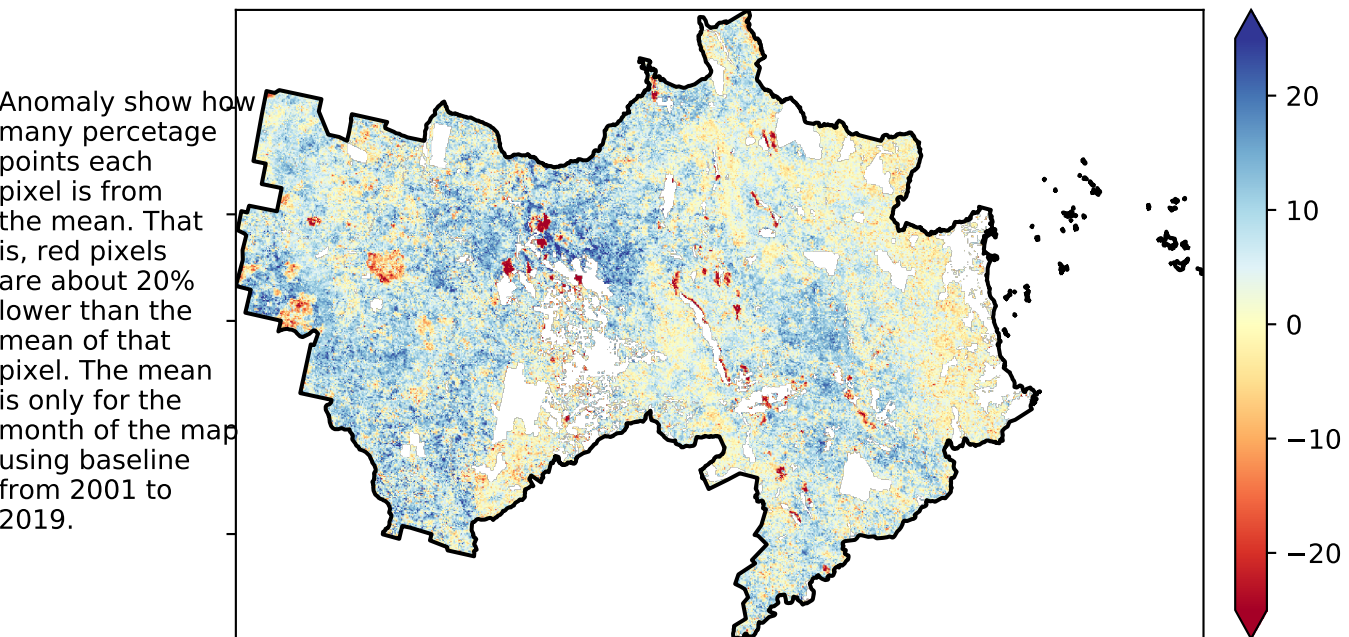 Anomaly show how
many percetage
points each
pixel is from
the mean. That
is, red pixels
are about 20%
lower than the
mean of that
pixel. The mean
is only for the
month of the map
using baseline
from 2001 to
2019.
20
10
0
−10
−20